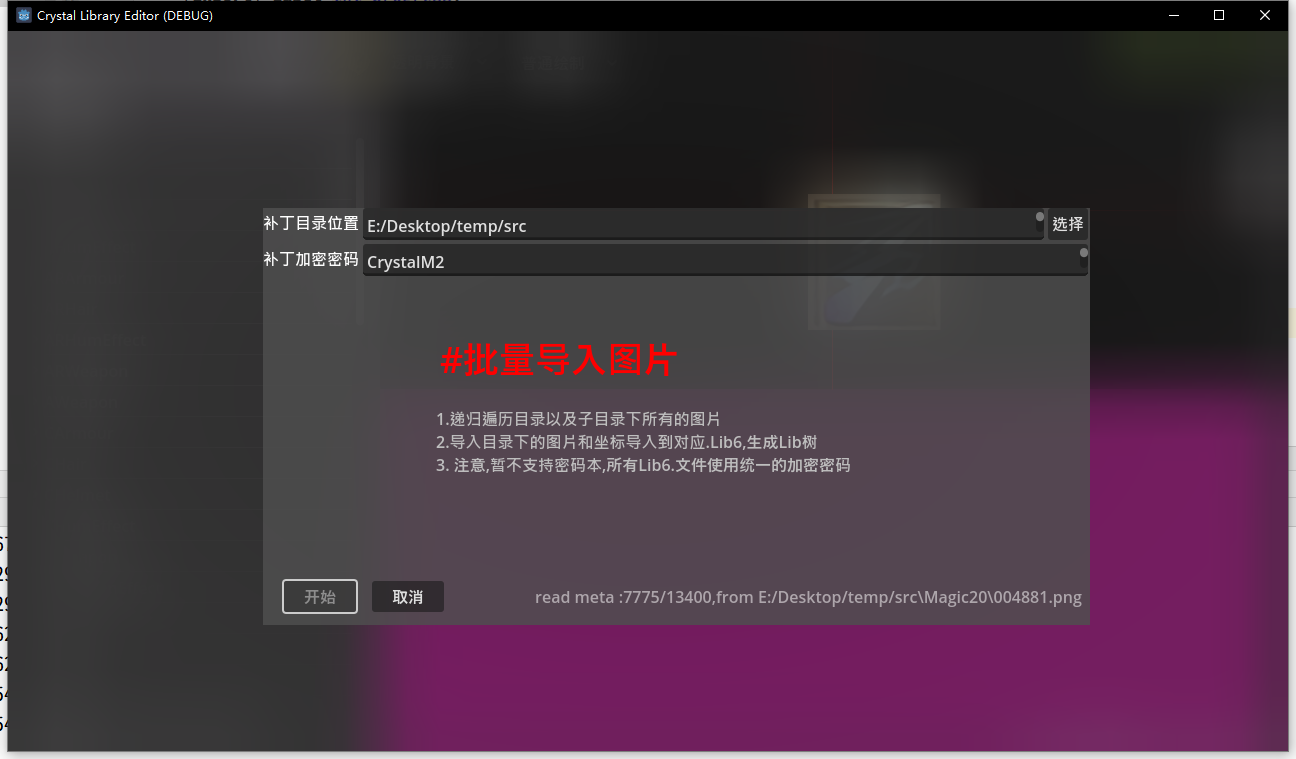 Crystal Library Editor (DEBUG)
补丁目录位置 E:/Desktop/temp/src 选择
补丁加密密码 CrystalM2
#批量导入图片
1.递归遍历目录以及子目录下所有的图片
2.导入目录下的图片和坐标导入到对应.Lib6,生成Lib树
3. 注意,暂不支持密码本,所有Lib6.文件使用统一的加密密码
开始 取消 read meta :7775/13400,from E:/Desktop/temp/src\Magic20\004881.png